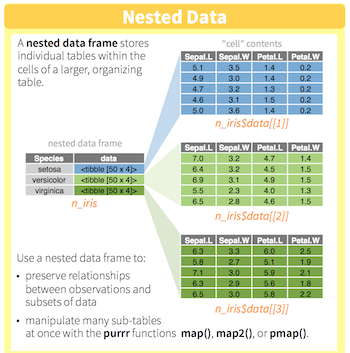 Nested Data
A nested data frame stores
individual tables within the
cells of a larger, organizing
table.
"cell" contents
Sepal.L Sepal.W Petal.L Petal.W
5.1 3.5 1.4 0.2
4.9 3.0 1.4 0.2
4.7 3.2 1.3 0.2
4.6 3.1 1.5 0.2
5.0 3.6 1.4 0.2
n_iris$data[[1]]
nested data frame
Species data
setosa <tibble [50 x 4]>
versicolor <tibble [50 x 4]>
virginica <tibble [50 x 4]>
n_iris
Sepal.L Sepal.W Petal.L Petal.W
7.0 3.2 4.7 1.4
6.4 3.2 4.5 1.5
6.9 3.1 4.9 1.5
5.5 2.3 4.0 1.3
6.5 2.8 4.6 1.5
n_iris$data[[2]]
Sepal.L Sepal.W Petal.L Petal.W
6.3 3.3 6.0 2.5
5.8 2.7 5.1 1.9
7.1 3.0 5.9 2.1
6.3 2.9 5.6 1.8
6.5 3.0 5.8 2.2
n_iris$data[[3]]
Use a nested data frame to:
• preserve relationships
between observations and
subsets of data
• manipulate many sub-tables
at once with the purrr functions map(), map2(), or pmap().